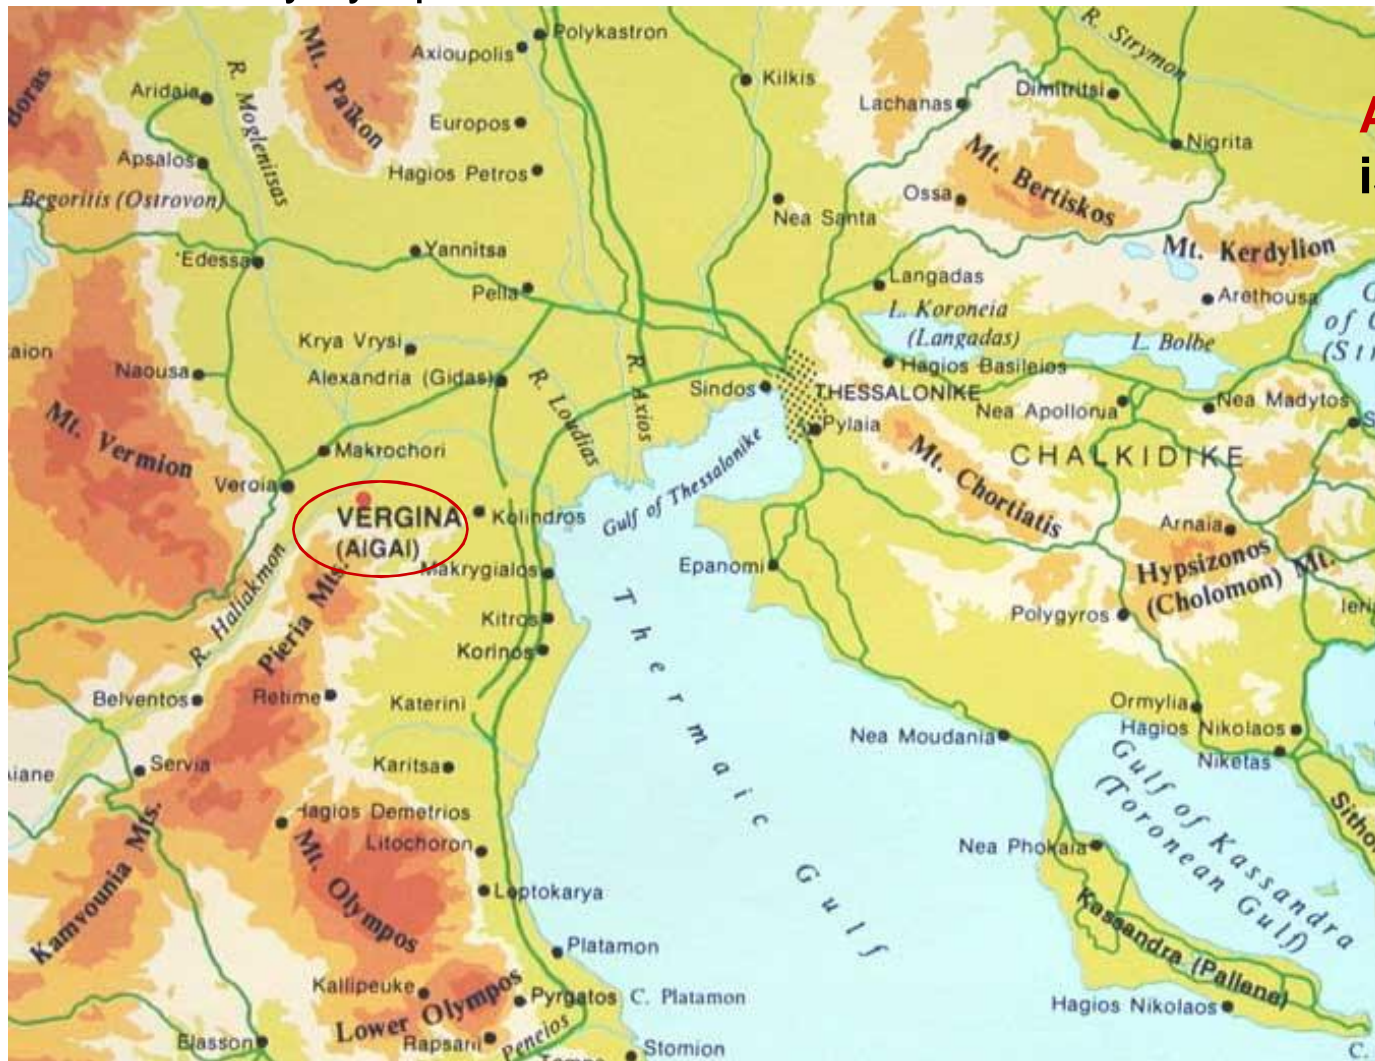 Polykastron
Axioupolis
R. Strymon
Mt. Païkon
R. Moglenitsas
Kilkis
Aridaia
Lachanas
Dimitritsi
Europos
Nigrita
Apsalos
Hagios Petros
Mt. Bertiskos
Begoritis (Ostrovon)
Ossa
Nea Santa
Mt. Kerdylion
Edessa
Yannitsa
Langadas
Pella
Arethousa
L. Koroneia
(Langadas)
L. Bolbe
Krya Vrysi
Hagios Basileios
Naousa
Alexandria (Gidas)
R. Loudias
R. Axios
Sindos
THESSALONIKE
Nea Apollonia
Nea Madytos
Pylaia
Mt. Vermion
Makrochori
CHALKIDIKE
Mt. Chortiatis
Gulf of Thessalonike
Veroia
VERGINA
(AIGAI)
Kolindros
Arnaia
Makrygialos
Epanomi
Hypsizonos
(Cholomon) Mt.
R. Haliakmon
Pieria Mts.
Kitros
Polygyros
Korinos
Thermaic Gulf
Belventos
Retime
Katerini
Ormylia
Hagios Nikolaos
Nea Moudania
Niketas
Servia
Karitsa
Gulf of Kassandra
(Toronean Gulf)
Hagios Demetrios
Litochoron
Mt. Olympos
Nea Phokaia
Kamvounia Mts.
Leptokarya
Kassandra (Pallene)
Platamon
Kallipeuke
Pyrgatos
C. Platamon
Lower Olympos
Hagios Nikolaos
Elasson
Rapsani
Peneios
Stomion
C.